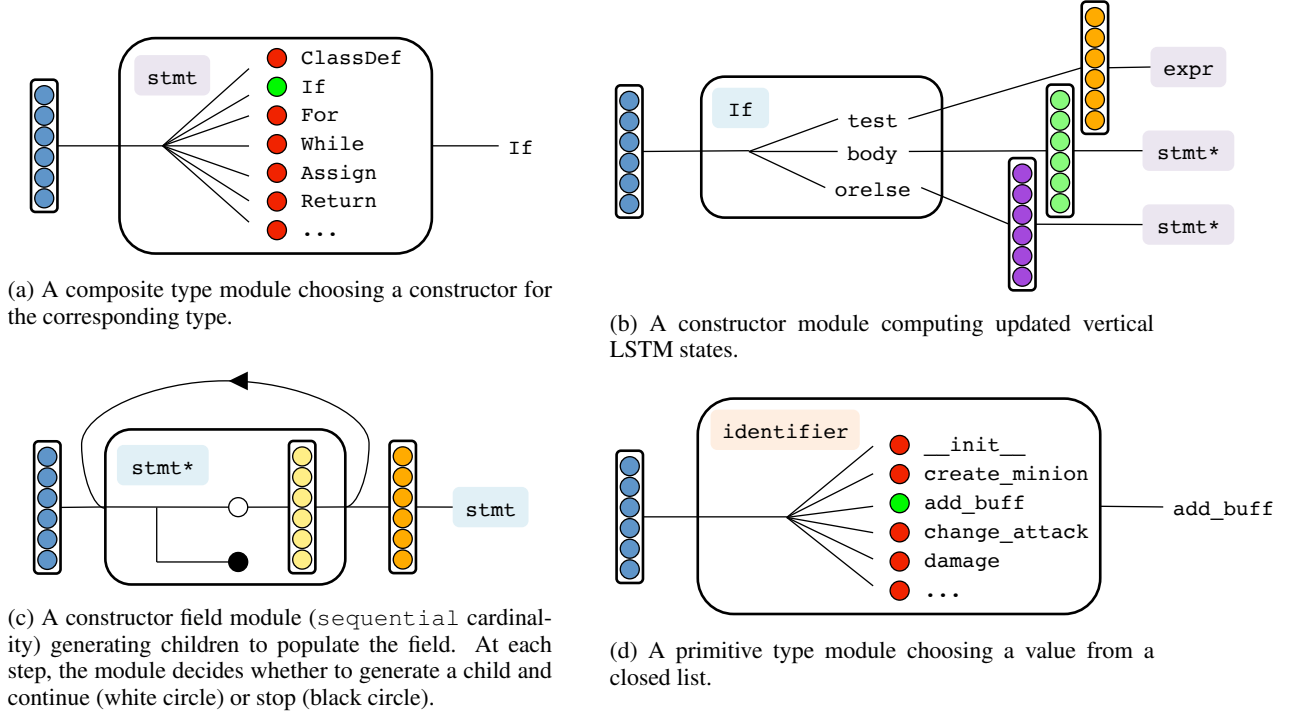 stmt
ClassDef
If
For
While
Assign
Return
...
If
(a) A composite type module choosing a constructor for
the corresponding type.
If
test
body
orelse
expr
stmt*
stmt*
(b) A constructor module computing updated vertical
LSTM states.
stmt*
stmt
(c) A constructor field module (sequential cardinal-
ity) generating children to populate the field. At each
step, the module decides whether to generate a child and
continue (white circle) or stop (black circle).
identifier
__init__
create_minion
add_buff
change_attack
damage
...
add_buff
(d) A primitive type module choosing a value from a
closed list.